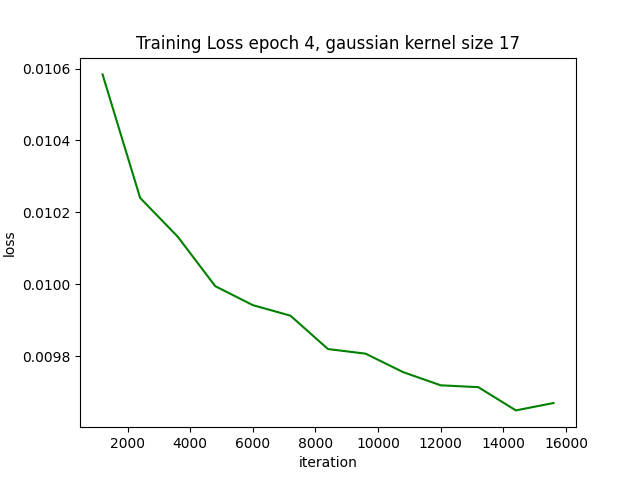 Training Loss epoch 4, gaussian kernel size 17
0.0106
0.0104
0.0102
0.0100
0.0098
loss
2000 4000 6000 8000 10000 12000 14000 16000
iteration